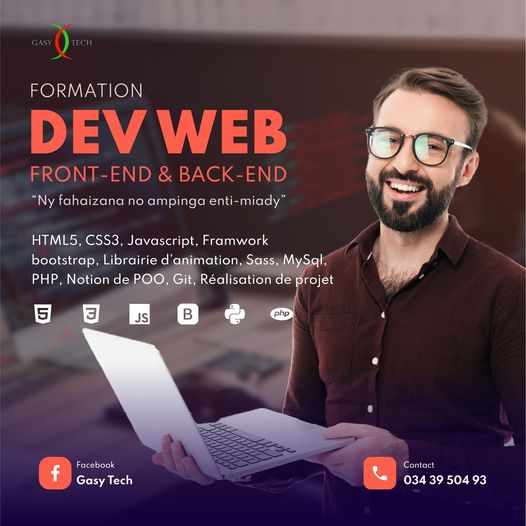 GASY TECH
FORMATION
DEV WEB
FRONT-END & BACK-END
“Ny fahaizana no ampinga enti-miady”
HTML5, CSS3, Javascript, Framwork
bootstrap, Librairie d'animation, Sass, MySql,
PHP, Notion de POO, Git, Réalisation de projet
5 3 JS B php
Facebook
Gasy Tech
Contact
034 39 504 93